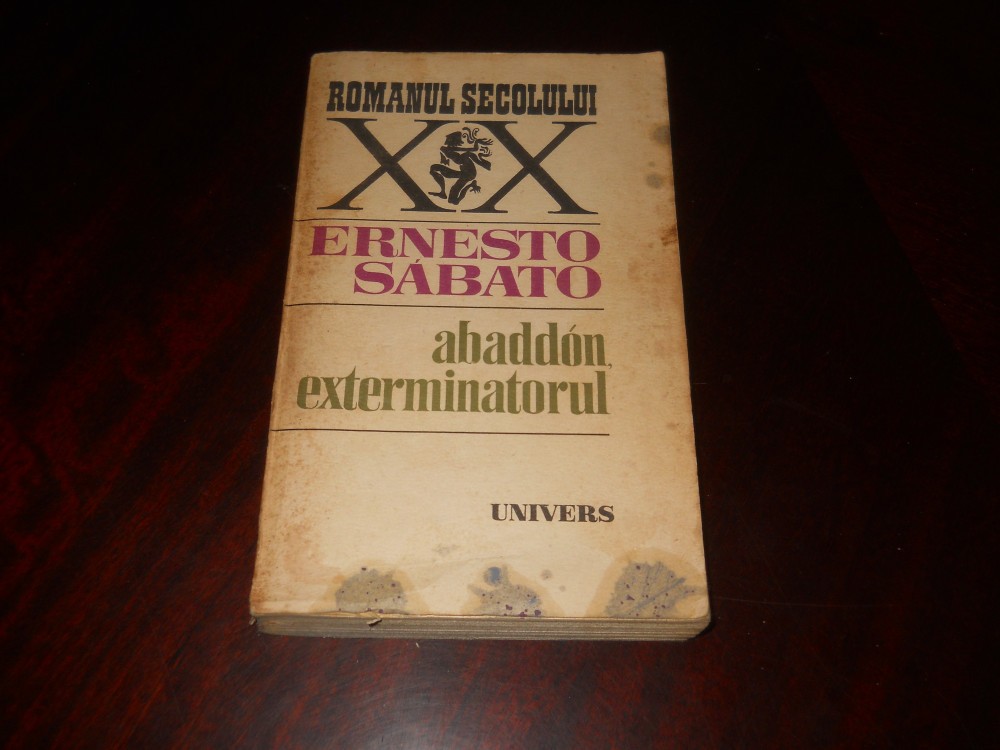 ROMANUL SECOLULUI
XX
ERNESTO
SÁBATO
abaddón,
exterminatorul
UNIVERS